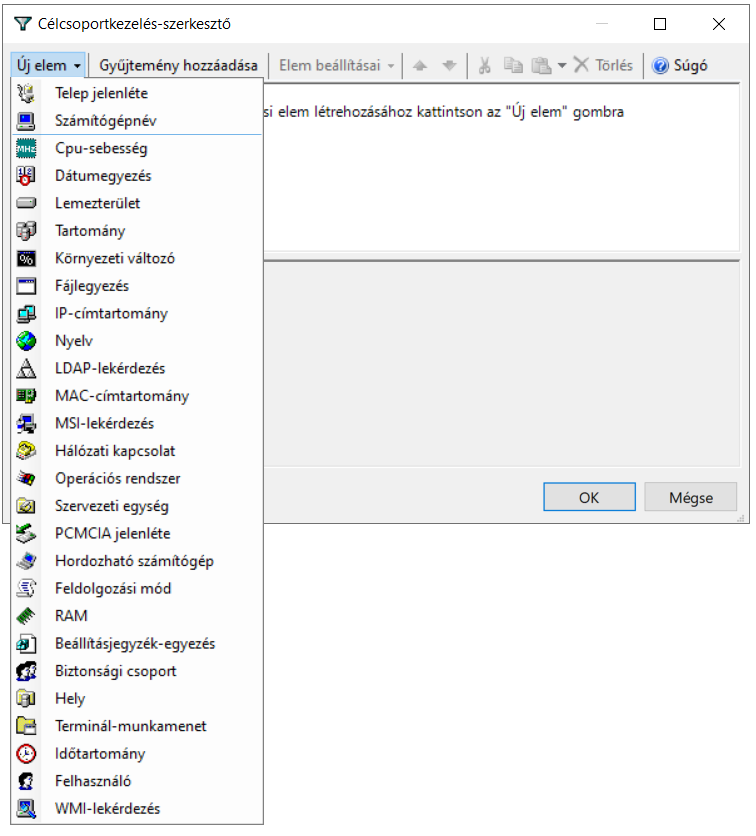 Célcsoportkezelés-szerkesztő
Új elem Gyűjtemény hozzáadása Elem beállításai Törlés Súgó
si elem létrehozásához kattintson az "Új elem" gombra
Telep jelenléte
Számítógépnév
MHz Cpu-sebesség
Dátumegyezés
Lemezterület
Tartomány
% Környezeti változó
Fájlegyezés
IP-címtartomány
Nyelv
LDAP-lekérdezés
MAC-címtartomány
MSI-lekérdezés
Hálózati kapcsolat
Operációs rendszer
Szervezeti egység
PCMCIA jelenléte
Hordozható számítógép
Feldolgozási mód
RAM
Beállításjegyzék-egyezés
Biztonsági csoport
Hely
Terminál-munkamenet
Időtartomány
Felhasználó
WMI-lekérdezés
OK Mégse